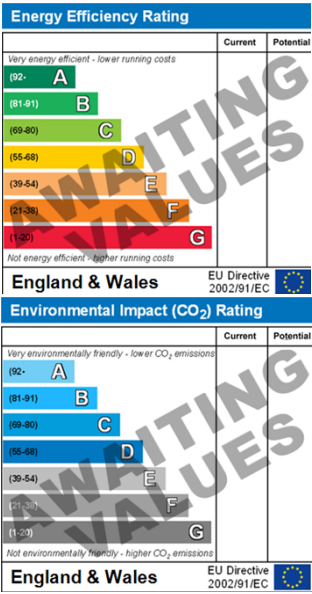 Energy Efficiency Rating
Current Potential
Very energy efficient - lower running costs
(92- A
(81-91) B
(69-80) C
(55-68) D
(39-54) E
(21-38) F
(1-20) G
Not energy efficient - higher running costs
AWAITING
VALUES
England & Wales
EU Directive
2002/91/EC
Environmental Impact (CO₂) Rating
Current Potential
Very environmentally friendly - lower CO₂ emissions
(92- A
(81-91) B
(69-80) C
(55-68) D
(39-54) E
(21-38) F
(1-20) G
Not environmentally friendly - higher CO₂ emissions
AWAITING
VALUES
England & Wales
EU Directive
2002/91/EC